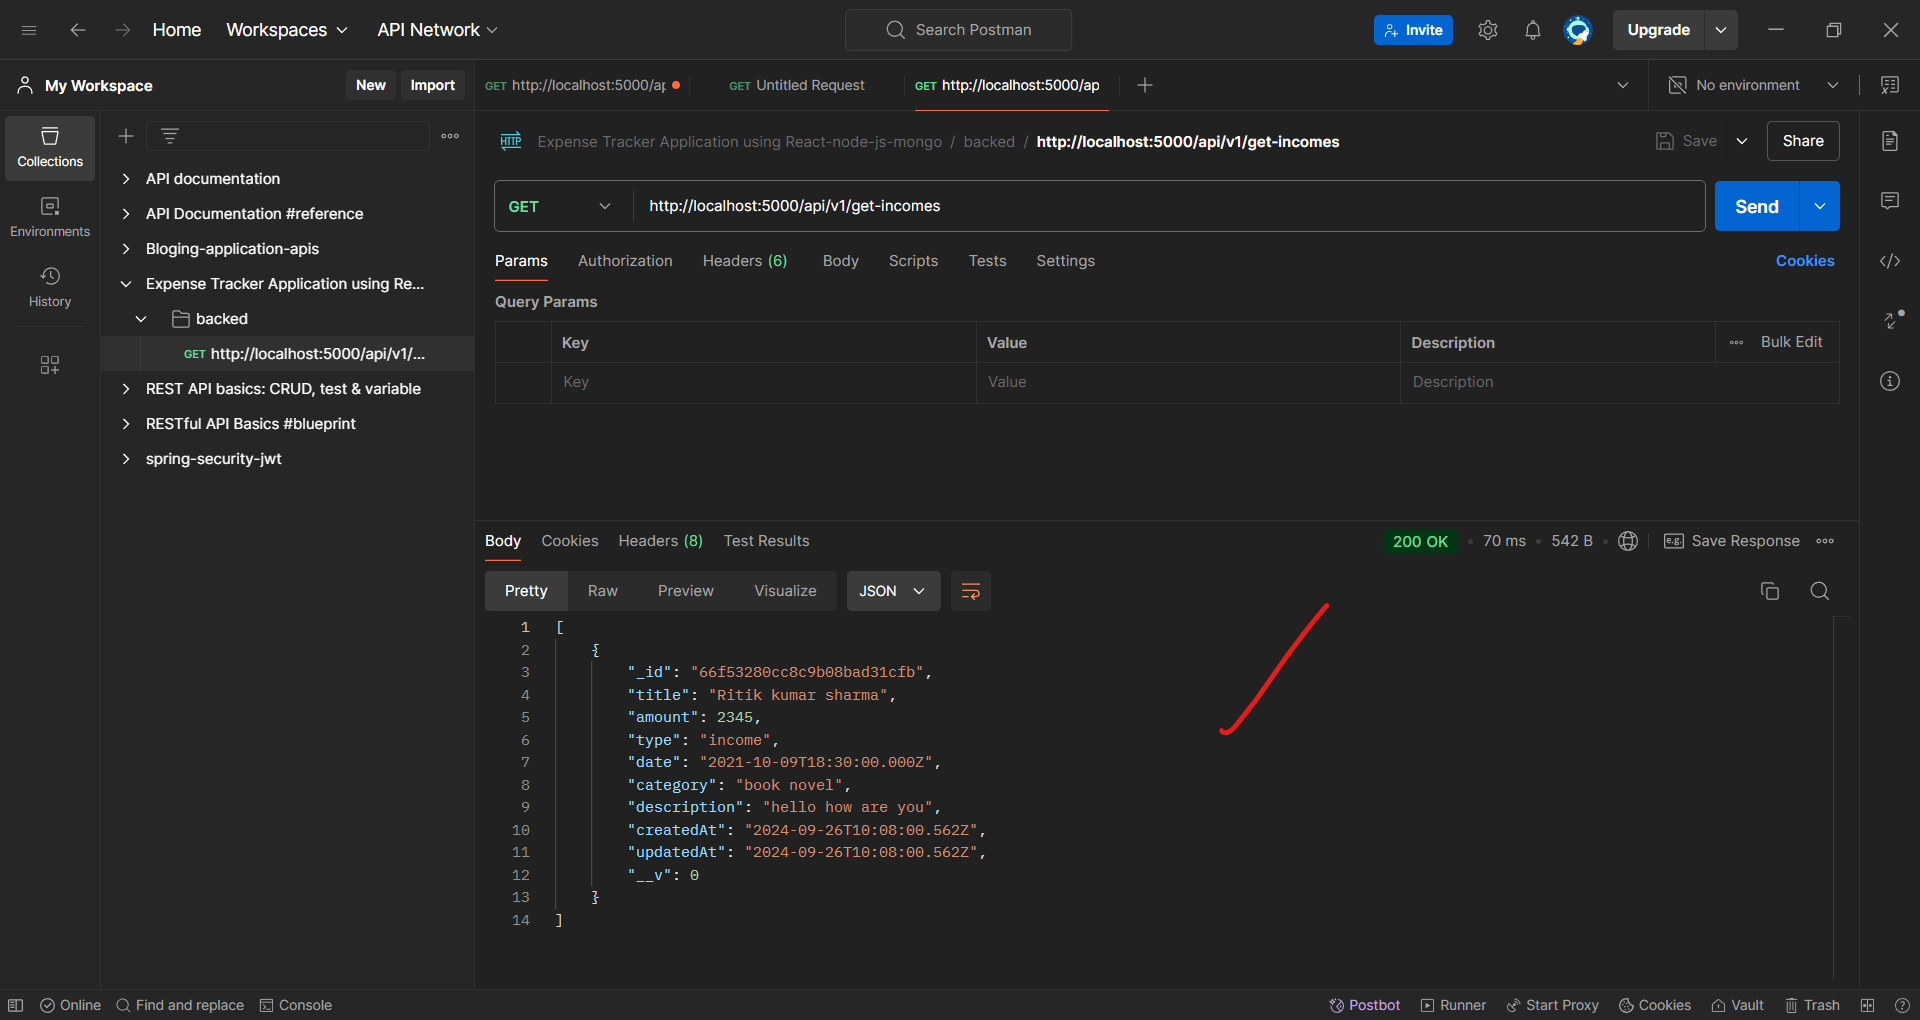 Home Workspaces API Network Search Postman Invite Upgrade
My Workspace New Import GET http://localhost:5000/ap GET Untitled Request GET http://localhost:5000/ap No environment
Collections
Environments
History
API documentation
API Documentation #reference
Bloging-application-apis
Expense Tracker Application using Re...
backed
GET http://localhost:5000/api/v1/...
REST API basics: CRUD, test & variable
RESTful API Basics #blueprint
spring-security-jwt
HTTP Expense Tracker Application using React-node-js-mongo / backed / http://localhost:5000/api/v1/get-incomes Save Share
GET http://localhost:5000/api/v1/get-incomes Send
Params Authorization Headers (6) Body Scripts Tests Settings Cookies
Query Params
Key Value Description Bulk Edit
Key Value Description
Body Cookies Headers (8) Test Results 200 OK 70 ms 542 B e.g. Save Response
Pretty Raw Preview Visualize JSON
1 [
2 {
3 "_id": "66f53280cc8c9b08bad31cfb",
4 "title": "Ritik kumar sharma",
5 "amount": 2345,
6 "type": "income",
7 "date": "2021-10-09T18:30:00.000Z",
8 "category": "book novel",
9 "description": "hello how are you",
10 "createdAt": "2024-09-26T10:08:00.562Z",
11 "updatedAt": "2024-09-26T10:08:00.562Z",
12 "__v": 0
13 }
14 ]
Online Find and replace Console Postbot Runner Start Proxy Cookies Vault Trash